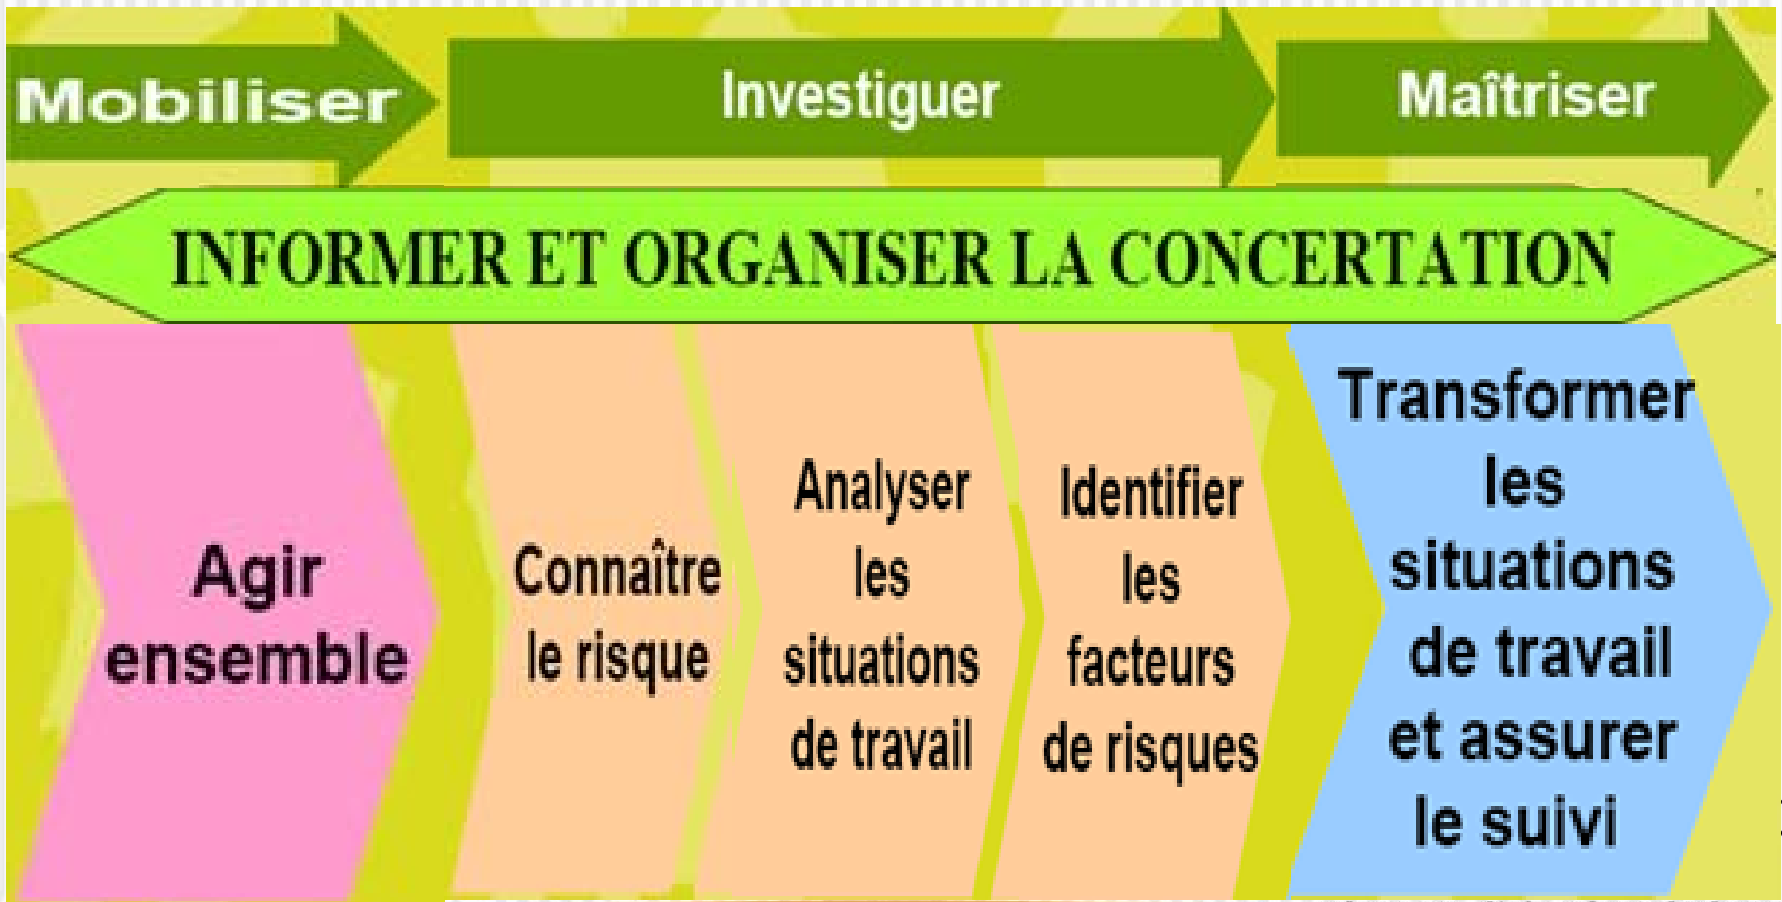 Mobiliser
Investiguer
Maîtriser
INFORMER ET ORGANISER LA CONCERTATION
Agir
ensemble
Connaître
le risque
Analyser
les
situations
de travail
Identifier
les
facteurs
de risques
Transformer
les
situations
de travail
et assurer
le suivi